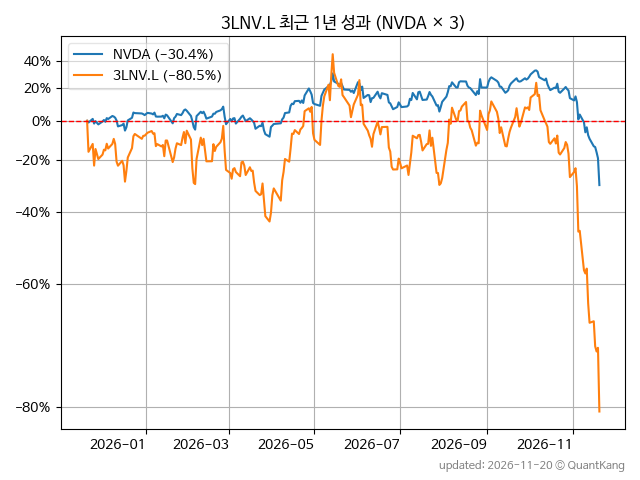 3LNV.L 최근 1년 성과 (NVDA × 3)
NVDA (−30.4%)
3LNV.L (−80.5%)
40%
20%
0%
−20%
−40%
−60%
−80%
2026-01 2026-03 2026-05 2026-07 2026-09 2026-11
updated: 2026-11-20 © QuantKang